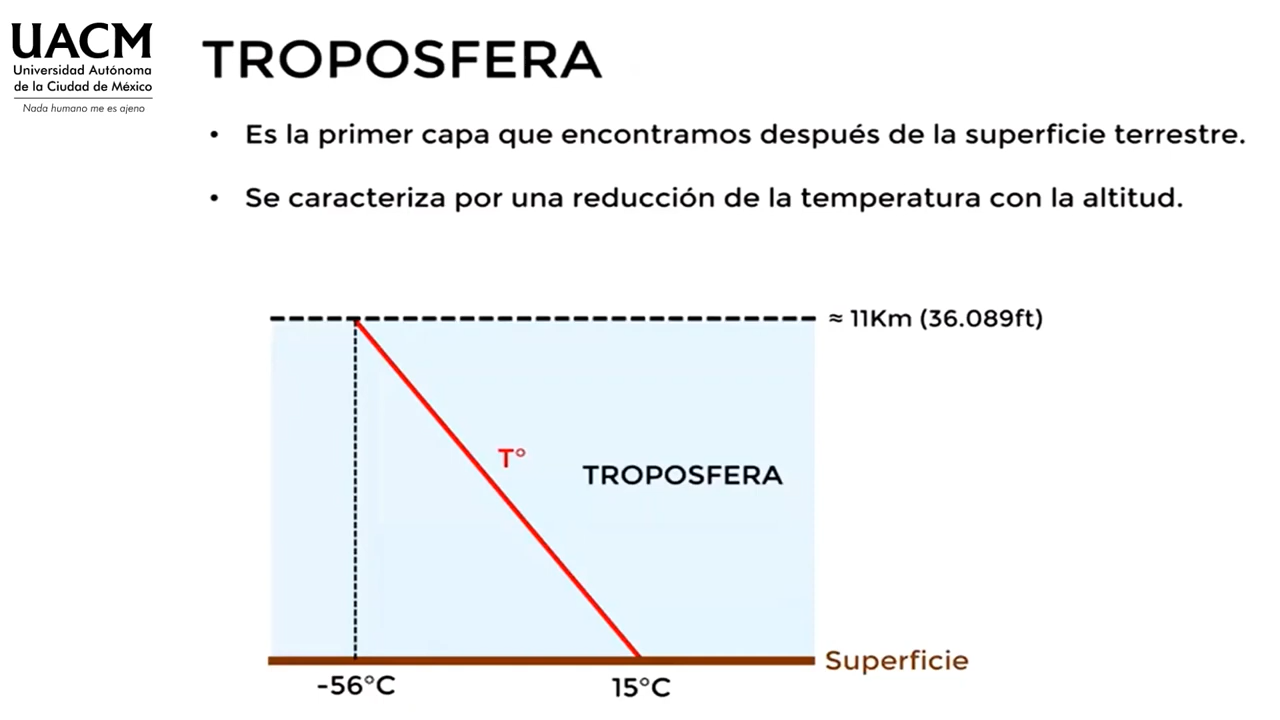 UACM
Universidad Autónoma
de la Ciudad de México
Nada humano me es ajeno
TROPOSFERA
• Es la primer capa que encontramos después de la superficie terrestre.
• Se caracteriza por una reducción de la temperatura con la altitud.
≈ 11Km (36.089ft)
T°
TROPOSFERA
Superficie
-56°C
15°C